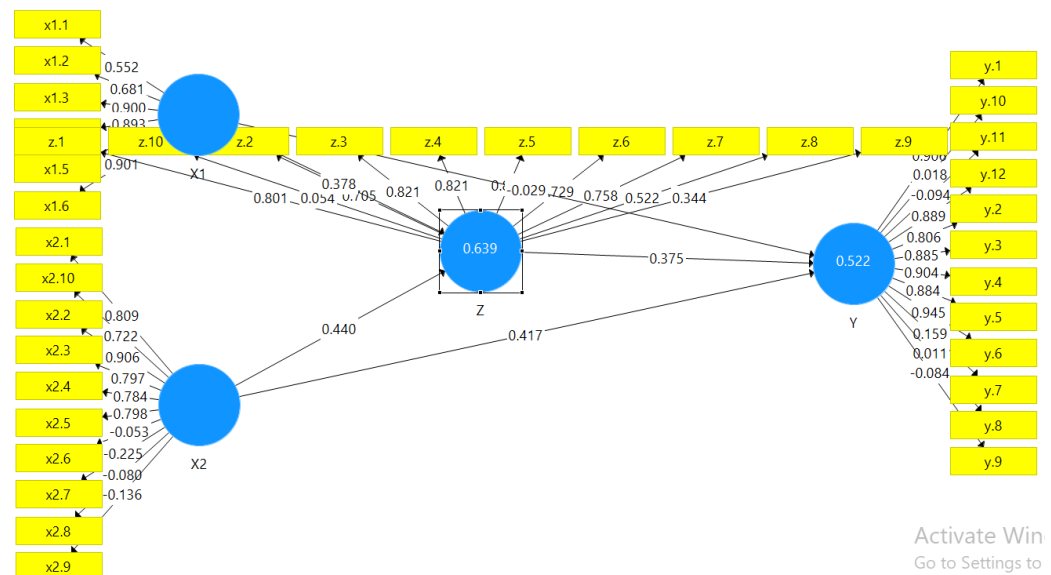 x1.1
x1.2
x1.3
x1.5
x1.6
0.552
0.681
0.900
0.893
0.901
X1
z.1
z.10
z.2
z.3
z.4
z.5
z.6
z.7
z.8
z.9
0.801
0.054
0.705
0.378
0.821
0.821
-0.029
.729
0.758
0.522
0.344
0.639
Z
x2.1
x2.10
x2.2
x2.3
x2.4
x2.5
x2.6
x2.7
x2.8
x2.9
0.809
0.722
0.906
0.797
0.784
0.798
-0.053
-0.225
-0.080
-0.136
X2
0.440
0.375
0.417
0.522
Y
0.906
0.018
-0.094
0.889
0.806
0.885
0.904
0.884
0.945
0.159
0.011
-0.084
y.1
y.10
y.11
y.12
y.2
y.3
y.4
y.5
y.6
y.7
y.8
y.9
Activate Win
Go to Settings to